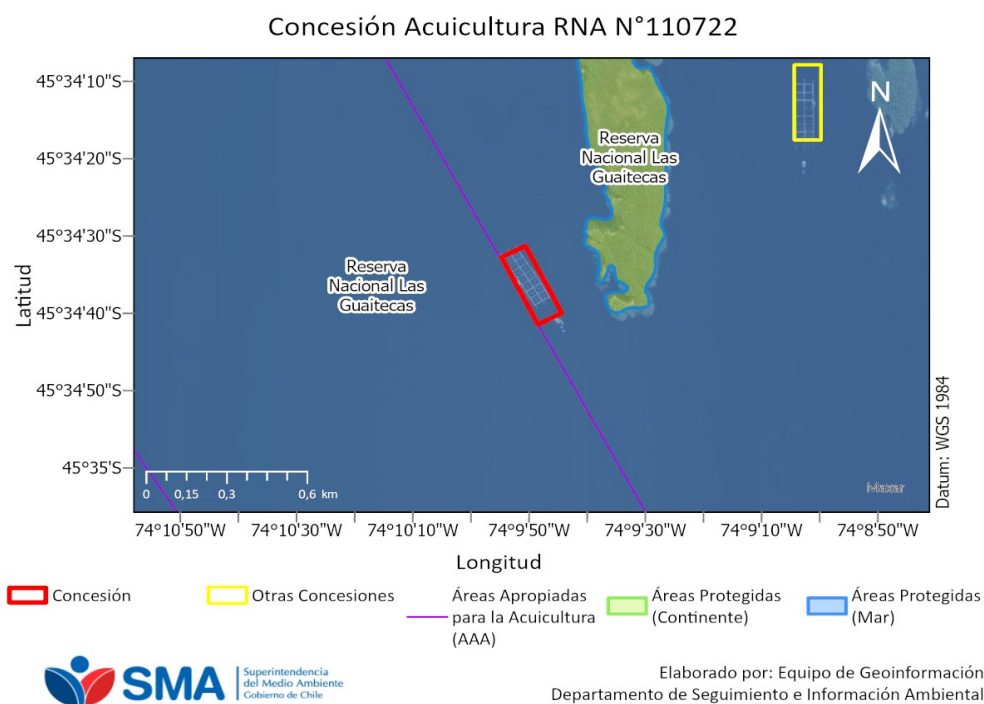 Concesión Acuicultura RNA N°110722
45°34'10"S
45°34'20"S
45°34'30"S
45°34'40"S
45°34'50"S
45°35'S
Latitud
Reserva
Nacional Las
Guaitecas
Reserva
Nacional Las
Guaitecas
N
0 0,15 0,3 0,6 km
Maxar
Datum: WGS 1984
74°10'50"W 74°10'30"W 74°10'10"W 74°9'50"W 74°9'30"W 74°9'10"W 74°8'50"W
Longitud
Concesión
Otras Concesiones
Áreas Apropiadas
para la Acuicultura
(AAA)
Áreas Protegidas
(Continente)
Áreas Protegidas
(Mar)
SMA
Superintendencia
del Medio Ambiente
Gobierno de Chile
Elaborado por: Equipo de Geoinformación
Departamento de Seguimiento e Información Ambiental